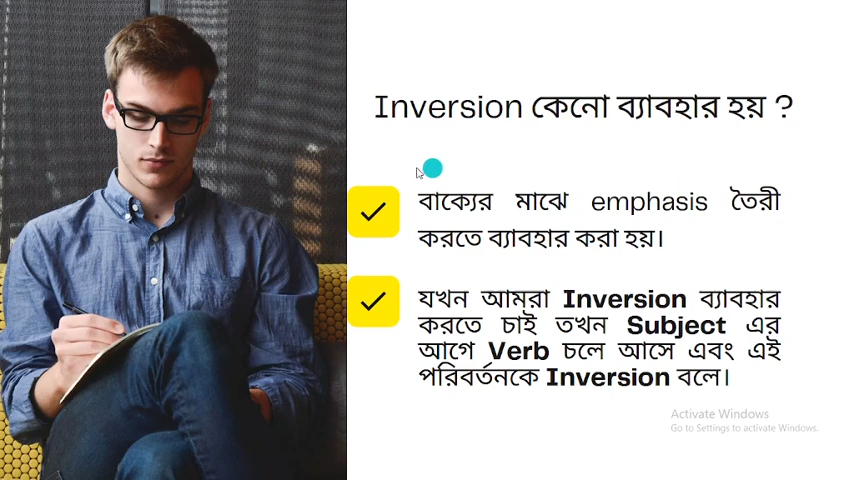 Inversion কেনো ব্যাবহার হয় ?
বাক্যের মাঝে emphasis তৈরী
করতে ব্যাবহার করা হয়।
যখন আমরা Inversion ব্যাবহার
করতে চাই তখন Subject এর
আগে Verb চলে আসে এবং এই
পরিবর্তনকে Inversion বলে।
Activate Windows
Go to Settings to activate Windows.